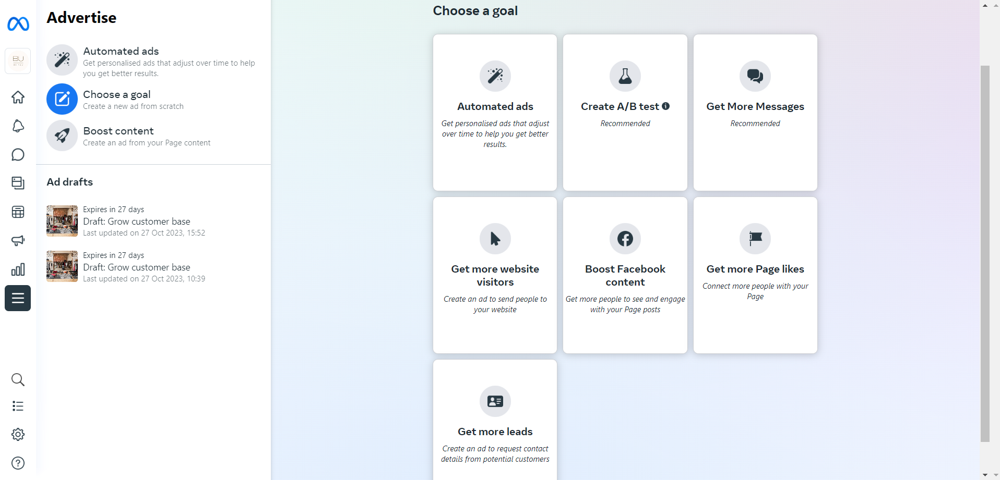 Advertise
BU
Automated ads
Get personalised ads that adjust over time to help
you get better results.
Choose a goal
Create a new ad from scratch
Boost content
Create an ad from your Page content
Ad drafts
Expires in 27 days
Draft: Grow customer base
Last updated on 27 Oct 2023, 15:52
Expires in 27 days
Draft: Grow customer base
Last updated on 27 Oct 2023, 10:39
Choose a goal
Automated ads
Get personalised ads that adjust
over time to help you get better
results.
Create A/B test
Recommended
Get More Messages
Recommended
Get more website
visitors
Create an ad to send people to
your website
Boost Facebook
content
Get more people to see and engage
with your Page posts
Get more Page likes
Connect more people with your
Page
Get more leads
Create an ad to request contact
details from potential customers